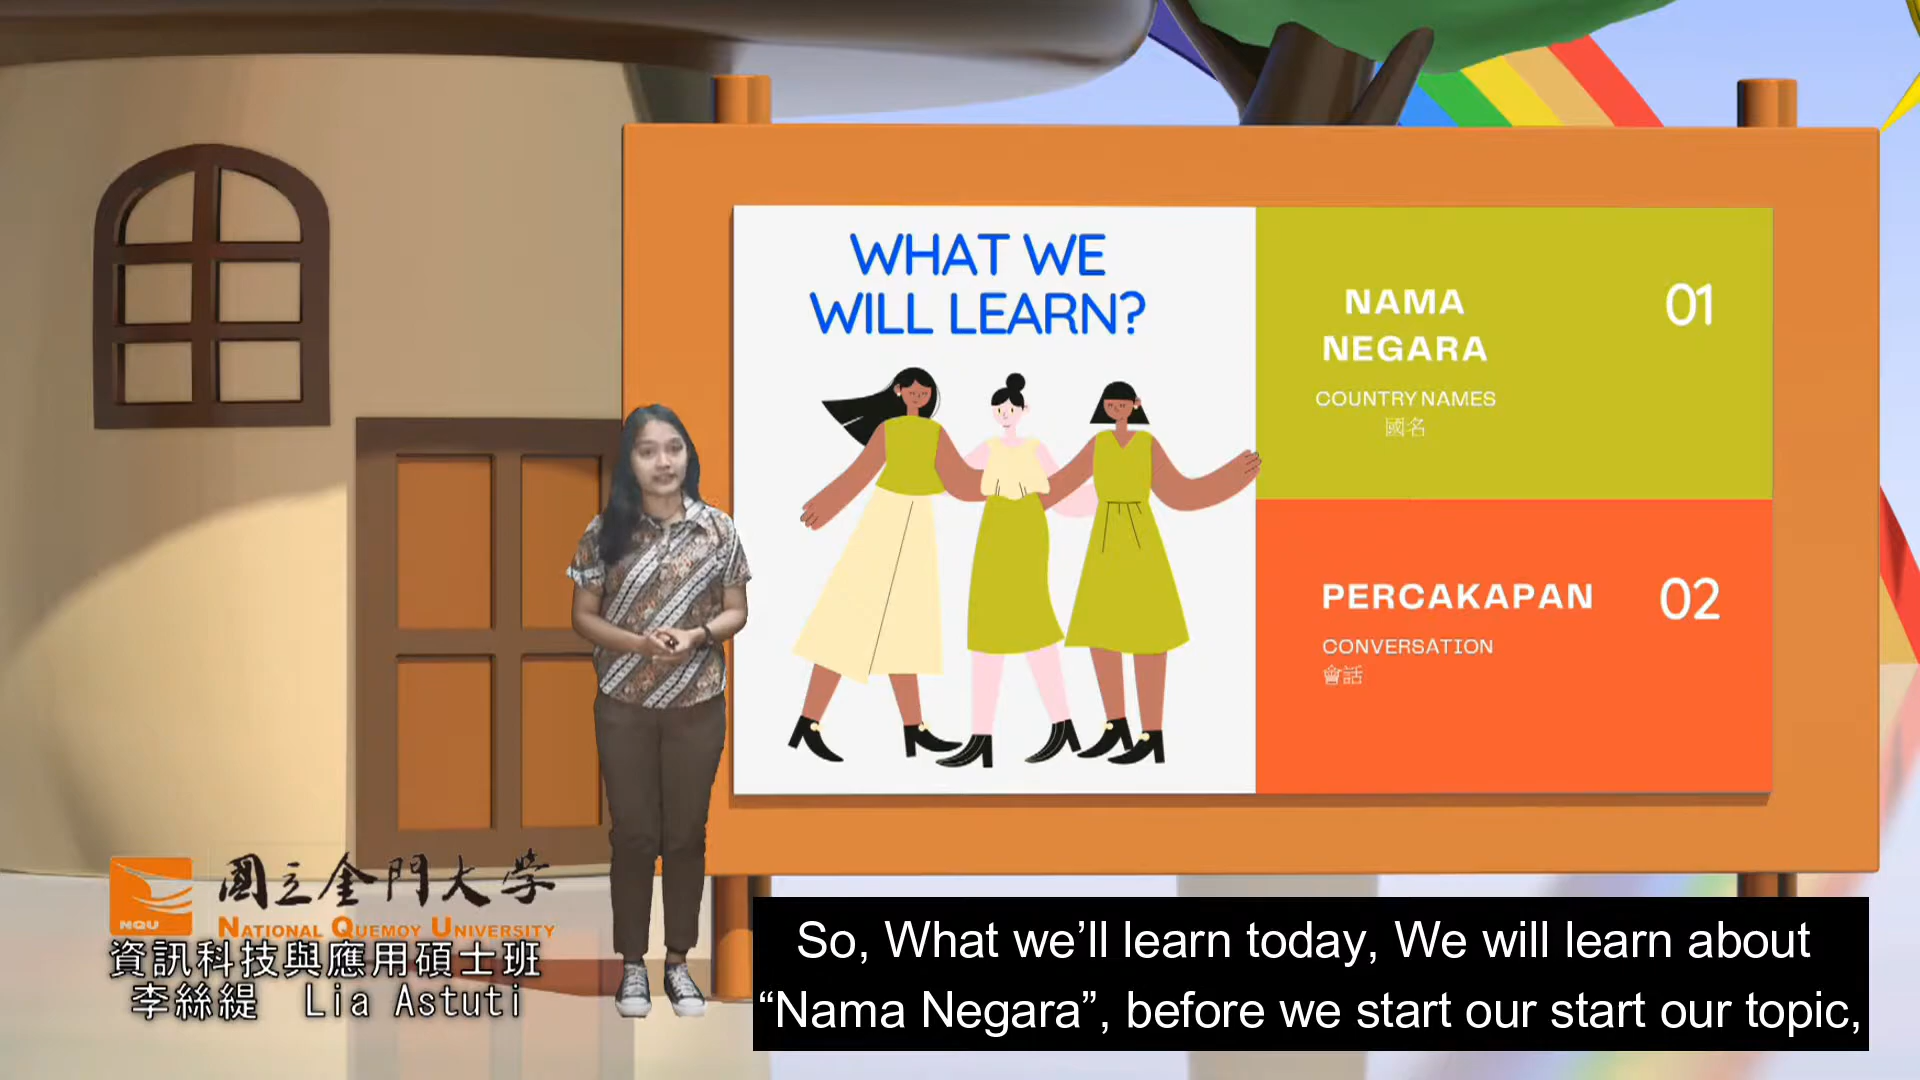 WHAT WE
WILL LEARN?
NAMA
NEGARA
01
COUNTRY NAMES
國名
PERCAKAPAN
02
CONVERSATION
會話
NQU
國立金門大學
NATIONAL QUEMOY UNIVERSITY
資訊科技與應用碩士班
李絲緹 Lia Astuti
So, What we’ll learn today, We will learn about
“Nama Negara”, before we start our start our topic,